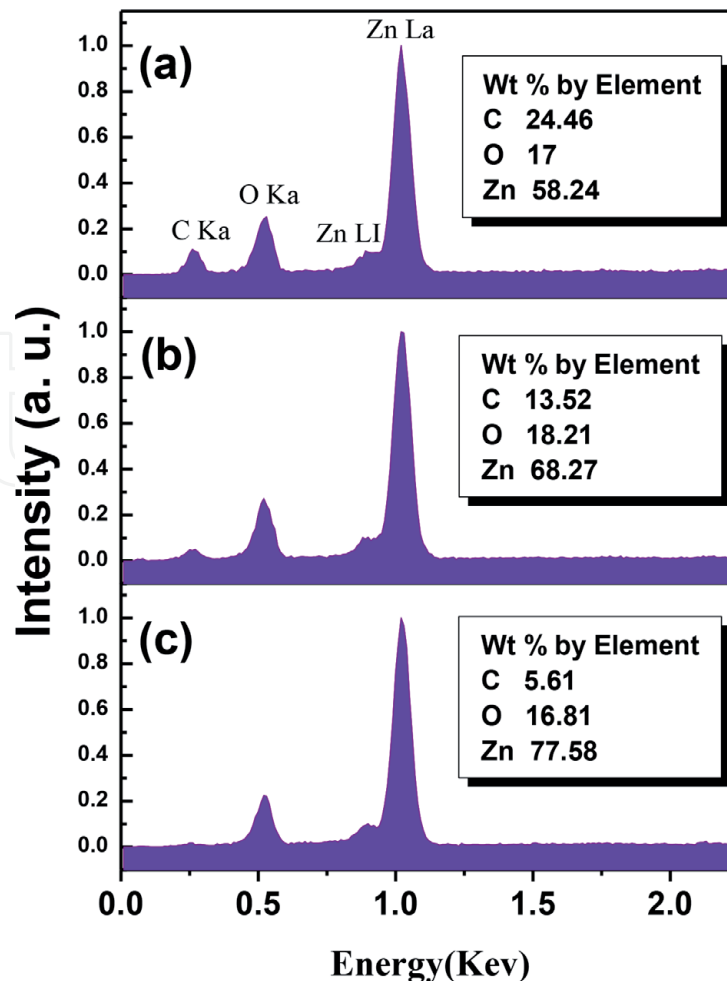 Intensity (a. u.)
(a)
C Ka
O Ka
Zn LI
Zn La
Wt % by Element
C 24.46
O 17
Zn 58.24
1.0
0.8
0.6
0.4
0.2
0.0
(b)
Wt % by Element
C 13.52
O 18.21
Zn 68.27
1.0
0.8
0.6
0.4
0.2
0.0
(c)
Wt % by Element
C 5.61
O 16.81
Zn 77.58
1.0
0.8
0.6
0.4
0.2
0.0
0.0 0.5 1.0 1.5 2.0
Energy(Kev)